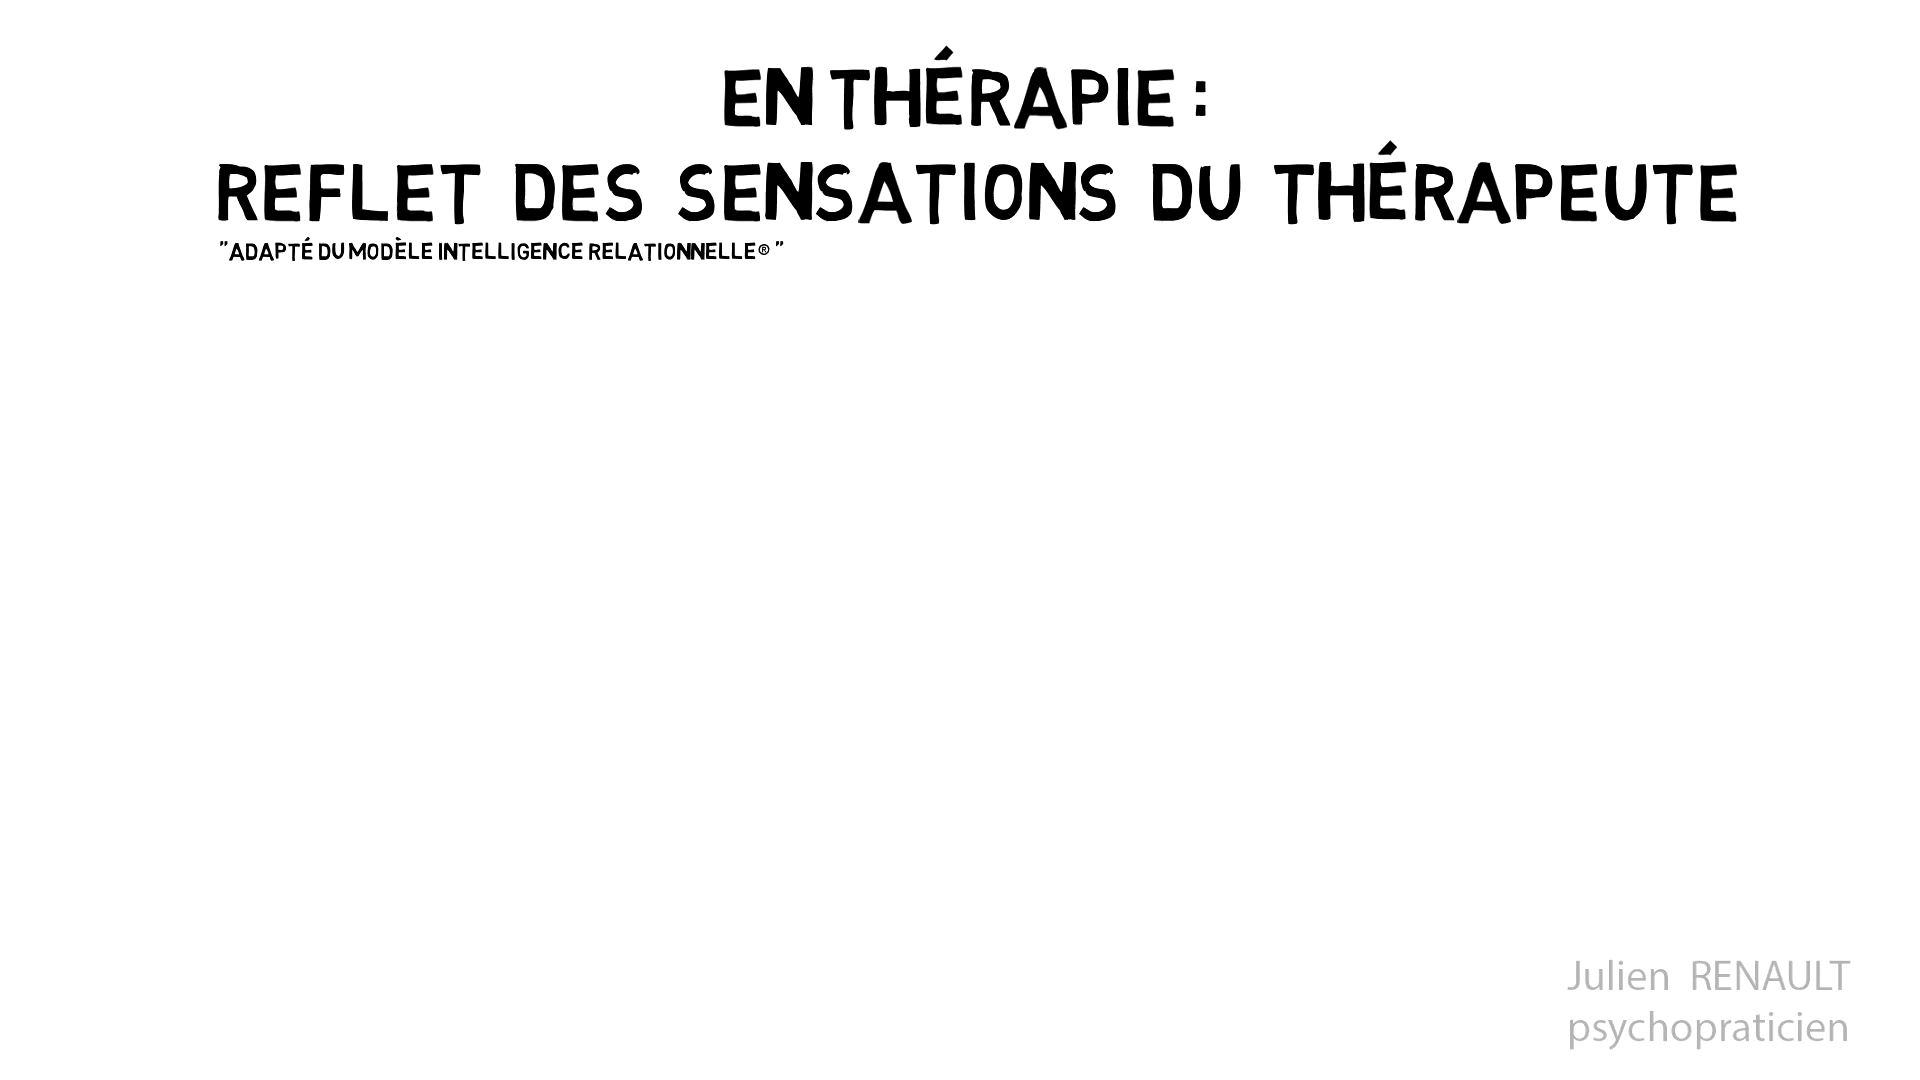 EN THÉRAPIE :
REFLET DES SENSATIONS DU THÉRAPEUTE
"ADAPTÉ DU MODÈLE INTELLIGENCE RELATIONNELLE® "
Julien RENAULT
psychopraticien